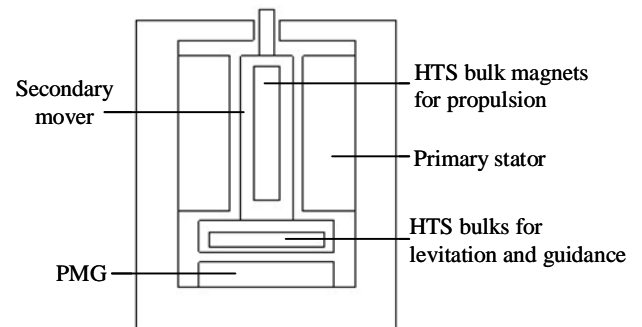 Secondary
mover
HTS bulk magnets
for propulsion
Primary stator
HTS bulks for
levitation and guidance
PMG